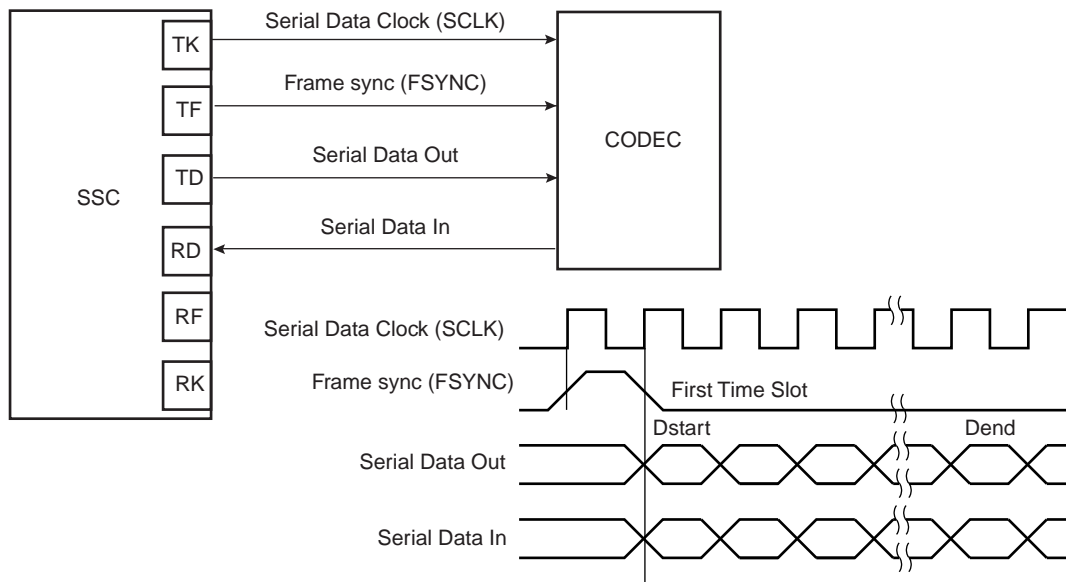 Serial Data Clock (SCLK)
TK
Frame sync (FSYNC)
TF
CODEC
Serial Data Out
TD
SSC
Serial Data In
RD
RF
Serial Data Clock (SCLK)
RK
Frame sync (FSYNC)
First Time Slot
Dstart
Dend
Serial Data Out
Serial Data In